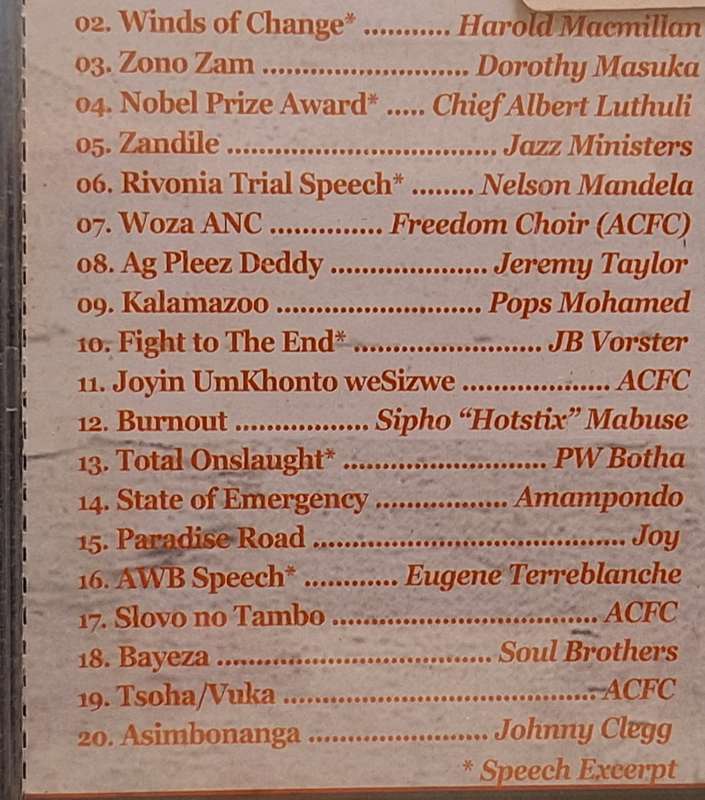 02. Winds of Change* ........... Harold Macmillan
03. Zono Zam .......................... Dorothy Masuka
04. Nobel Prize Award* ..... Chief Albert Luthuli
05. Zandile .................................. Jazz Ministers
06. Rivonia Trial Speech* ........ Nelson Mandela
07. Woza ANC .............. Freedom Choir (ACFC)
08. Ag Pleez Deddy .................... Jeremy Taylor
09. Kalamazoo .......................... Pops Mohamed
10. Fight to The End* ........................ JB Vorster
11. Joyin UmKhonto weSizwe ................... ACFC
12. Burnout ................. Sipho "Hotstix" Mabuse
13. Total Onslaught* .......................... PW Botha
14. State of Emergency ................. Amampondo
15. Paradise Road ........................................ Joy
16. AWB Speech* ............ Eugene Terreblanche
17. Slovo no Tambo .................................. ACFC
18. Bayeza ................................... Soul Brothers
19. Tsoha/Vuka ........................................ ACFC
20. Asimbonanga ....................... Johnny Clegg
* Speech Excerpt